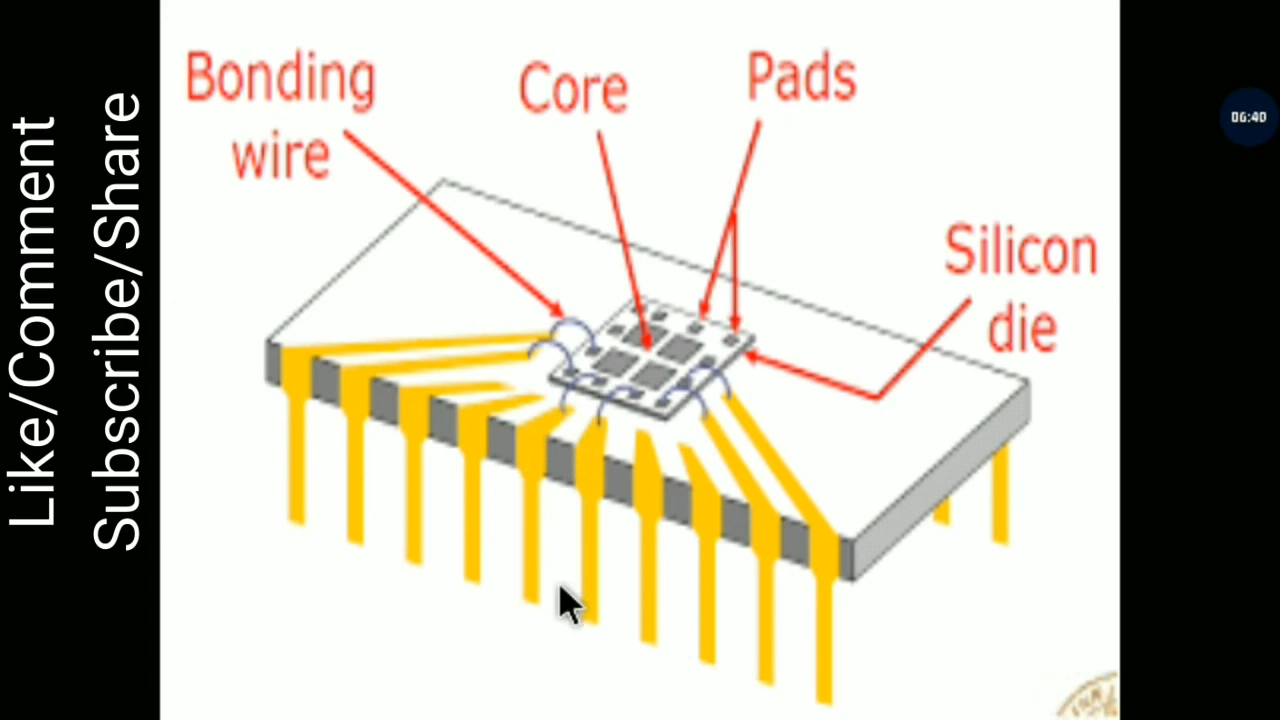 Like/Comment
Subscribe/Share
Bonding
wire
Core
Pads
Silicon
die
06:40